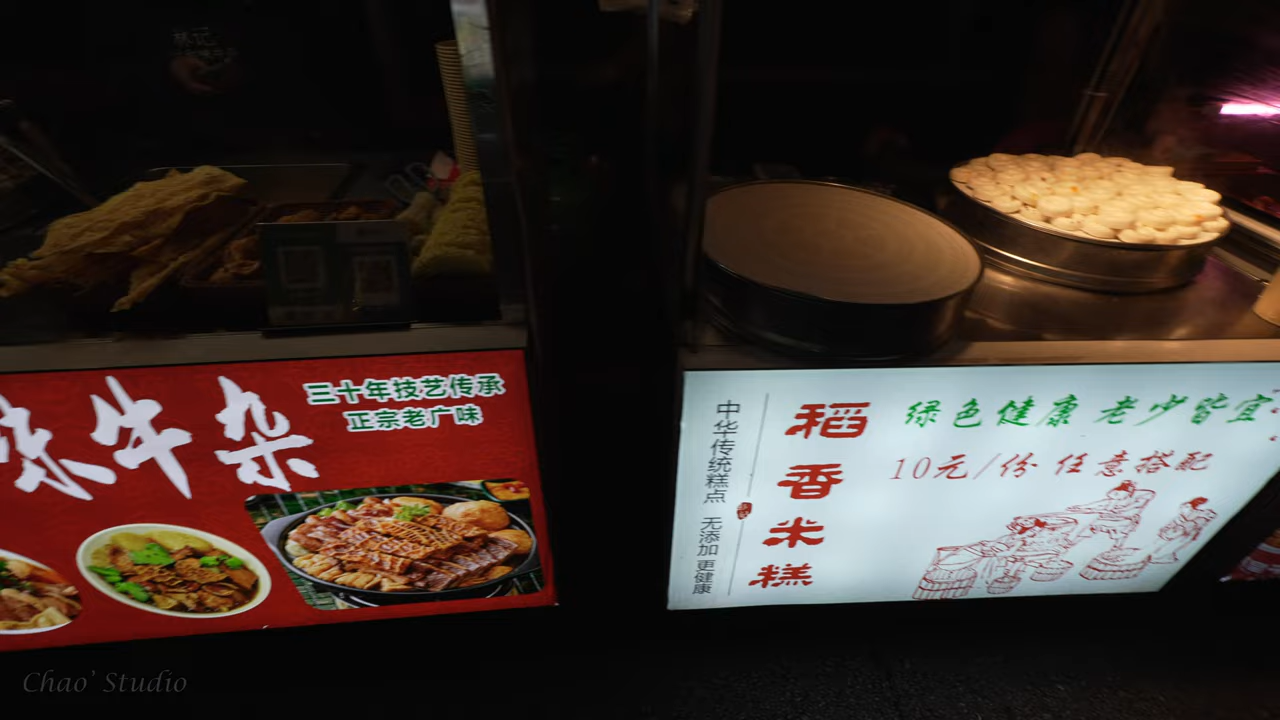 味牛杂
三十年技艺传承
正宗老广味
中华传统糕点 无添加 更健康
稻香米糕
绿色健康 老少皆宜
10元/份 任意搭配
Chao' Studio